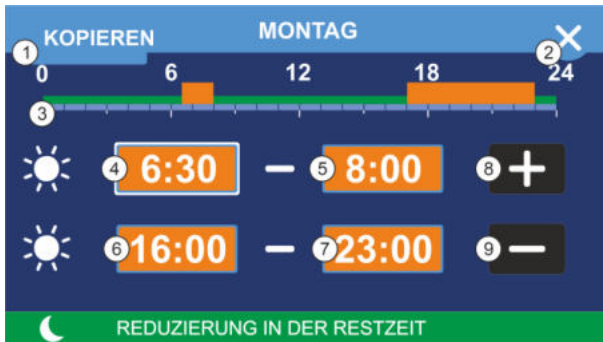 KOPIEREN MONTAG
1 2
0 6 12 18 24
3
4 6:30 – 5 8:00 8 +
6 16:00 – 7 23:00 9 –
REDUZIERUNG IN DER RESTZEIT